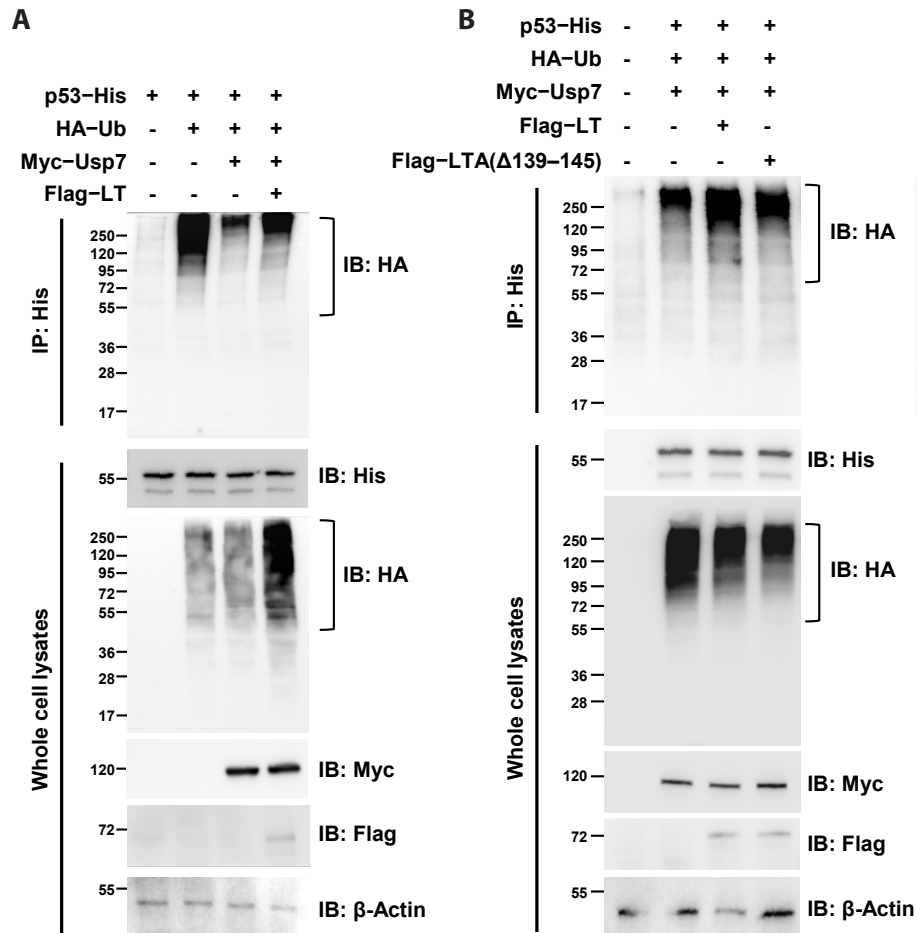 A
p53−His + + + +
HA−Ub - + + +
Myc−Usp7 - - + +
Flag−LT - - - +
IP: His
250
120
95
72
55
36
28
17
IB: HA
Whole cell lysates
55
IB: His
250
120
95
72
55
36
28
17
IB: HA
120
IB: Myc
72
IB: Flag
55
IB: β-Actin
B
p53−His - + + +
HA−Ub - + + +
Myc−Usp7 - + + +
Flag−LT - - + -
Flag−LTA(Δ139−145) - - - +
IP: His
250
120
95
72
55
36
28
17
IB: HA
Whole cell lysates
55
IB: His
250
120
95
72
55
36
28
IB: HA
120
IB: Myc
72
IB: Flag
55
IB: β-Actin